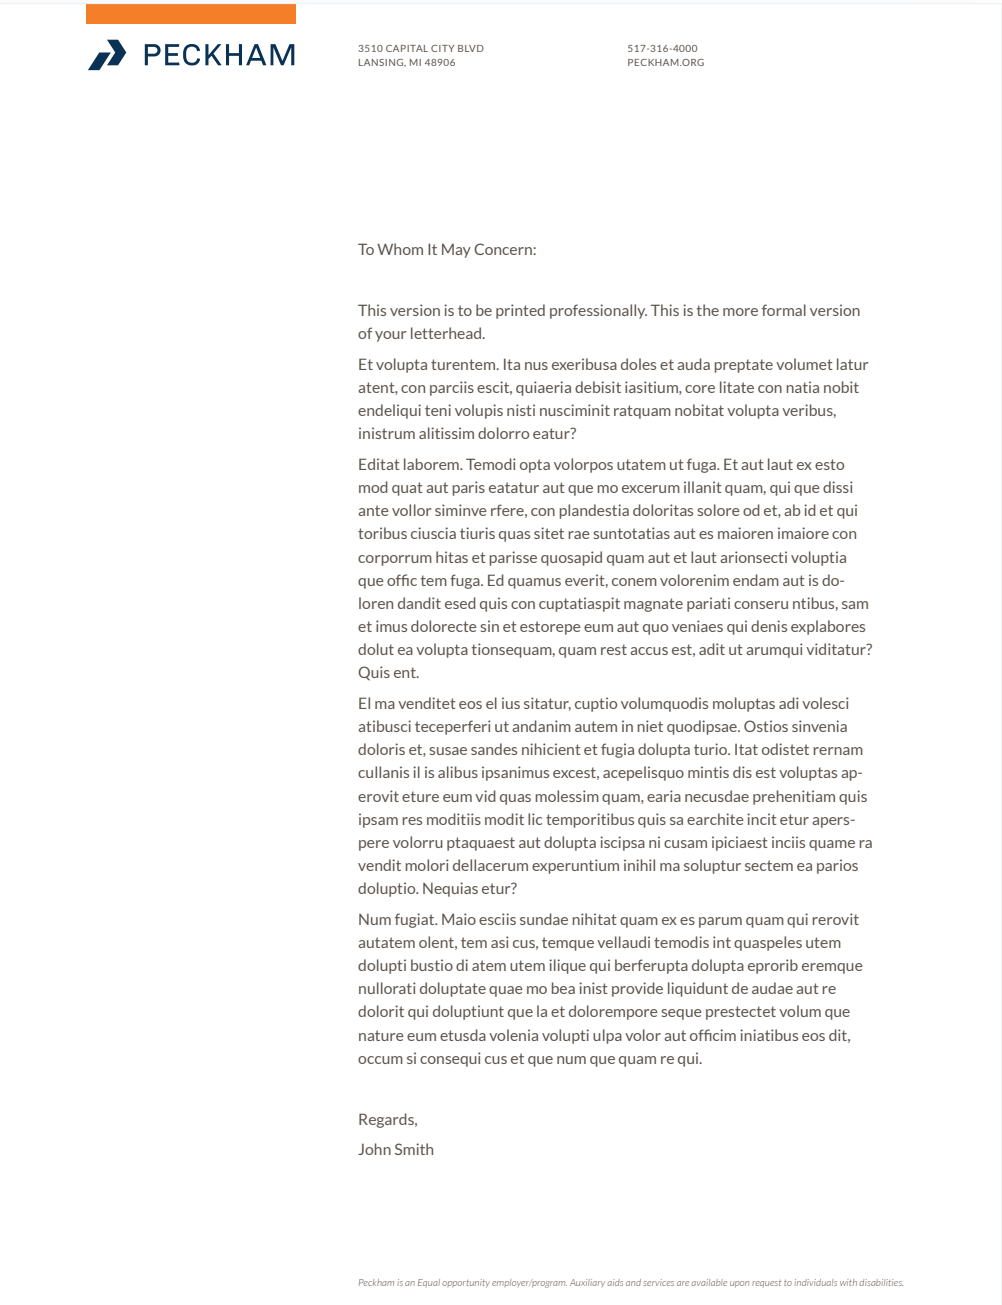 PECKHAM
3510 CAPITAL CITY BLVD
LANSING, MI 48906
517-316-4000
PECKHAM.ORG
To Whom It May Concern:
This version is to be printed professionally. This is the more formal version
of your letterhead.
Et volupta turentem. Ita nus exeribusa doles et auda preptate volumet latur
atent, con parciis escit, quiaeria debisit iasitium, core litate con natia nobit
endeliqui teni volupis nisti nusciminit ratquam nobitat volupta veribus,
inistrum alitissim dolorro eatur?
Editat laborem. Temodi opta volorpos utatem ut fuga. Et aut laut ex esto
mod quat aut paris eatatur aut que mo excerum illanit quam, qui que dissi
ante vollor siminve rfere, con plandestia doloritas solore od et, ab id et qui
toribus ciuscia tiuris quas sitet rae suntotatias aut es maioren imaiore con
corporrum hitas et parisse quosapid quam aut et laut arionsecti voluptia
que offic tem fuga. Ed quamus everit, conem volorenim endam aut is do-
loren dandit esed quis con cuptatiaspit magnate pariati conseru ntibus, sam
et imus dolorecte sin et estorepe eum aut quo veniaes qui denis explabores
dolut ea volupta tionsequam, quam rest accus est, adit ut arumqui viditatur?
Quis ent.
El ma venditet eos el ius sitatur, cuptio volumquodis moluptas adi volesci
atibusci teceperferi ut andanim autem in niet quodipsae. Ostios sinvenia
doloris et, susae sandes nihicient et fugia dolupta turio. Itat odistet rernam
cullanis il is alibus ipsanimus excest, acepelisquo mintis dis est voluptas ap-
erovit eture eum vid quas molessim quam, earia necusdae prehenitiam quis
ipsam res moditiis modit lic temporitibus quis sa earchite incit etur apers-
pere volorru ptaquaest aut dolupta iscipsa ni cusam ipiciaest inciis quame ra
vendit molori dellacerum experuntium inihil ma soluptur sectem ea parios
doluptio. Nequias etur?
Num fugiat. Maio esciis sundae nihitat quam ex es parum quam qui rerovit
autatem olent, tem asi cus, temque vellaudi temodis int quaspeles utem
dolupti bustio di atem utem ilique qui berferupta dolupta eprorib eremque
nullorati doluptate quae mo bea inist provide liquidunt de audae aut re
dolorit qui doluptiunt que la et dolorempore seque prestectet volum que
nature eum etusda volenia volupti ulpa volor aut officim iniatibus eos dit,
occum si consequi cus et que num que quam re qui.
Regards,
John Smith
Peckham is an Equal opportunity employer/program. Auxiliary aids and services are available upon request to individuals with disabilities.